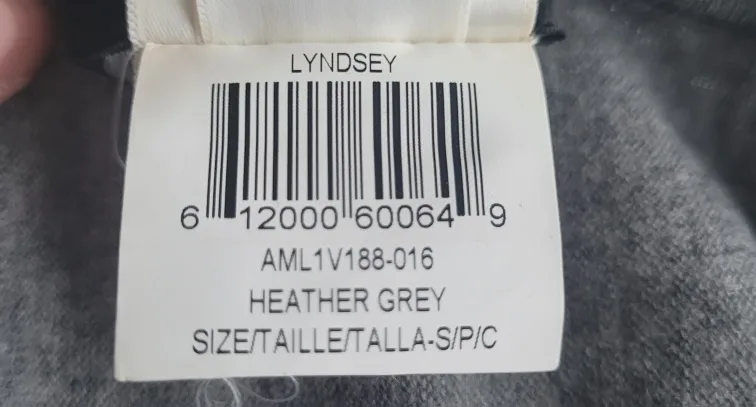 LYNDSEY
6 12000 60064 9
AML1V188-016
HEATHER GREY
SIZE/TAILLE/TALLA-S/P/C